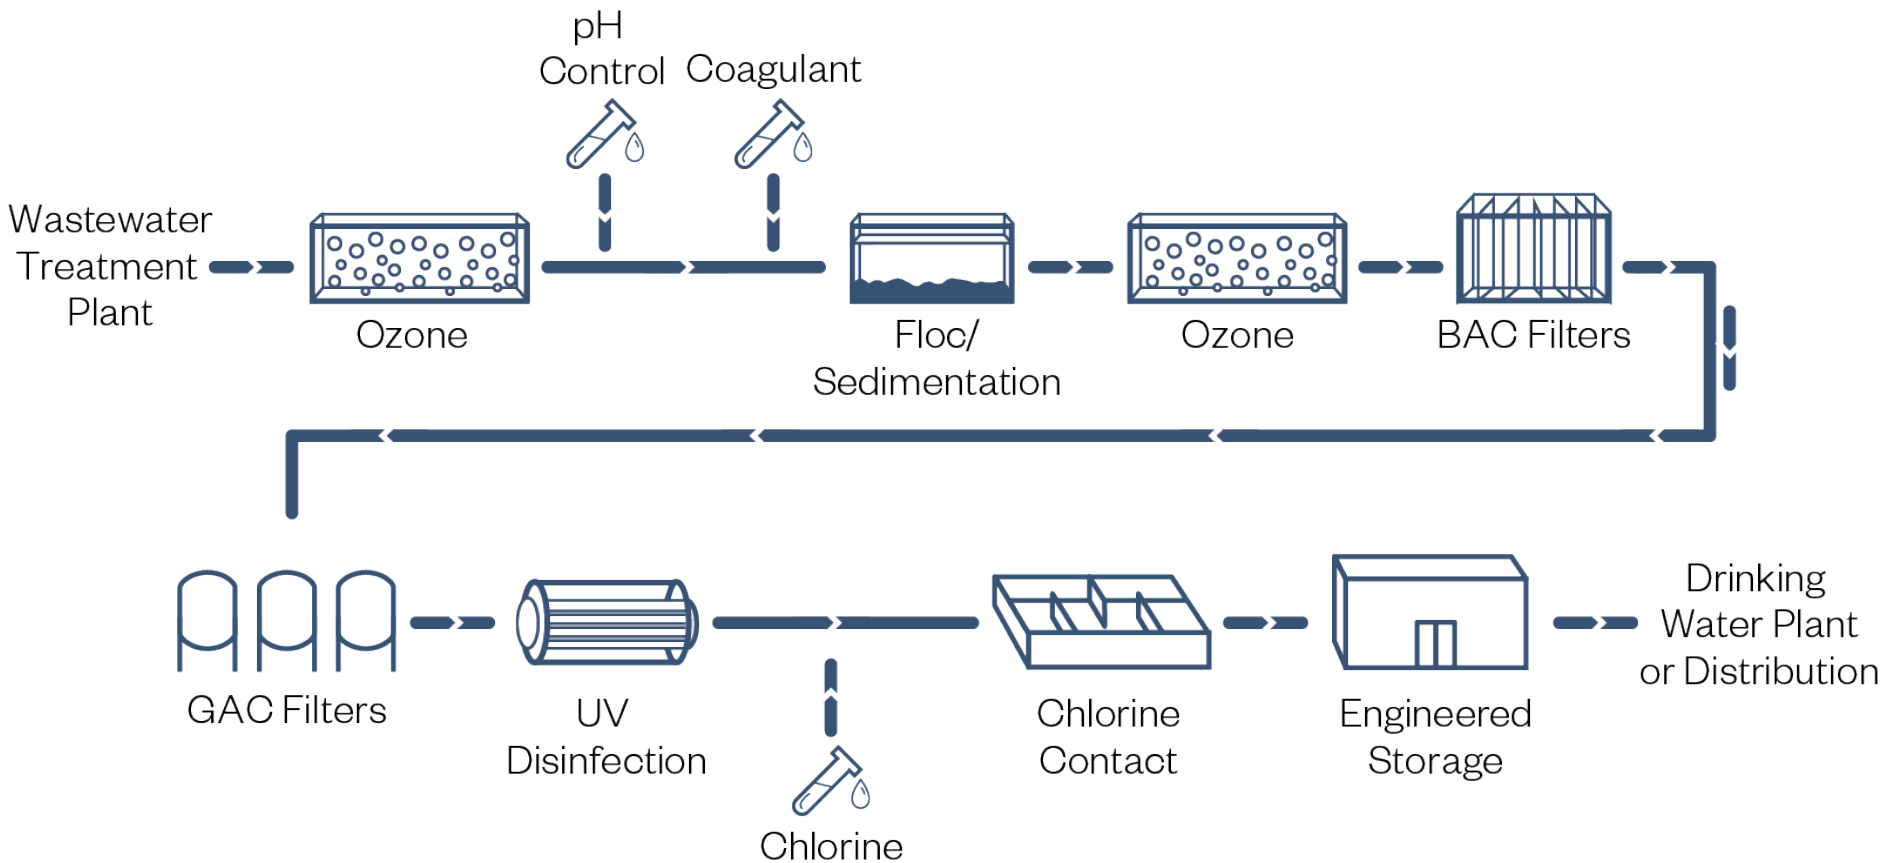 pH
Control
Coagulant
Wastewater
Treatment
Plant
Ozone
Floc/
Sedimentation
Ozone
BAC Filters
GAC Filters
UV
Disinfection
Chlorine
Chlorine
Contact
Engineered
Storage
Drinking
Water Plant
or Distribution